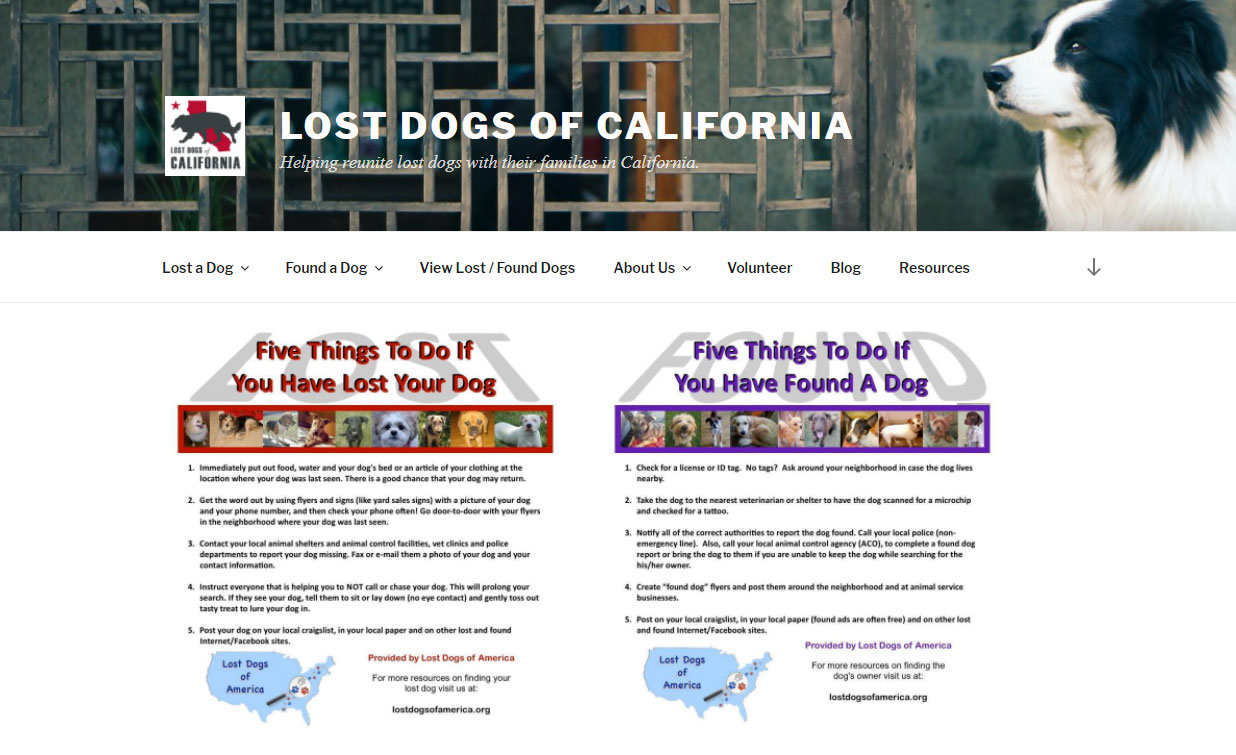 LOST DOGS of
CALIFORNIA
LOST DOGS OF CALIFORNIA
Helping reunite lost dogs with their families in California.
Lost a Dog
Found a Dog
View Lost / Found Dogs
About Us
Volunteer
Blog
Resources
LOST
Five Things To Do If
You Have Lost Your Dog
1. Immediately put out food, water and your dog's bed or an article of your clothing at the
location where your dog was last seen. There is a good chance that your dog may return.
2. Get the word out by using flyers and signs (like yard sales signs) with a picture of your dog
and your phone number, and then check your phone often! Go door-to-door with your flyers
in the neighborhood where your dog was last seen.
3. Contact your local animal shelters and animal control facilities, vet clinics and police
departments to report your dog missing. Fax or e-mail them a photo of your dog and your
contact information.
4. Instruct everyone that is helping you to NOT call or chase your dog. This will prolong your
search. If they see your dog, tell them to sit or lay down (no eye contact) and gently toss out
tasty treat to lure your dog in.
5. Post your dog on your local craigslist, in your local paper and on other lost and found
Internet/Facebook sites.
Lost Dogs
of
America
Provided by Lost Dogs of America
For more resources on finding your
lost dog visit us at:
lostdogsofamerica.org
FOUND
Five Things To Do If
You Have Found A Dog
1. Check for a license or ID tag. No tags? Ask around your neighborhood in case the dog lives
nearby.
2. Take the dog to the nearest veterinarian or shelter to have the dog scanned for a microchip
and checked for a tattoo.
3. Notify all of the correct authorities to report the dog found. Call your local police (non-
emergency line). Also, call your local animal control agency (ACO), to complete a found dog
report or bring the dog to them if you are unable to keep the dog while searching for the
his/her owner.
4. Create "found dog" flyers and post them around the neighborhood and at animal service
businesses.
5. Post on your local craigslist, in your local paper (found ads are often free) and on other lost
and found Internet/Facebook sites.
Lost Dogs
of
America
Provided by Lost Dogs of America
For more resources on finding the
dog's owner visit us at:
lostdogsofamerica.org